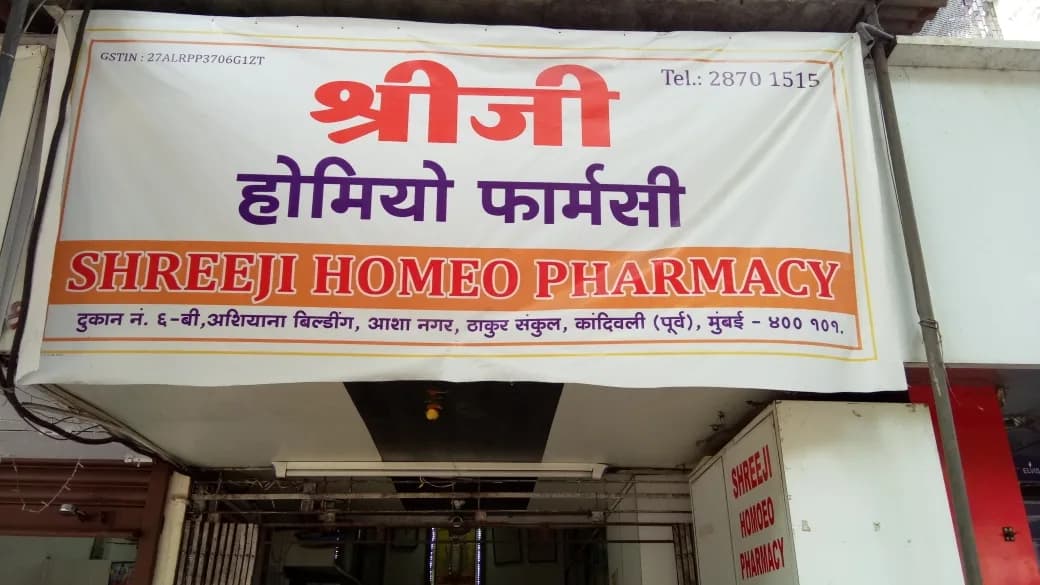 GSTIN : 27ALRPP3706G1ZT
Tel.: 2870 1515
श्रीजी
होमियो फार्मसी
SHREEJI HOMEO PHARMACY
टुकान नं. ६-बी,अशियाना बिल्डींग, आशा नगर, ठाकुर संकुल, कांदिवली (पूर्व), मुंबई - ४०० १०१.
SHREEJI
HOMOEO
PHARMACY